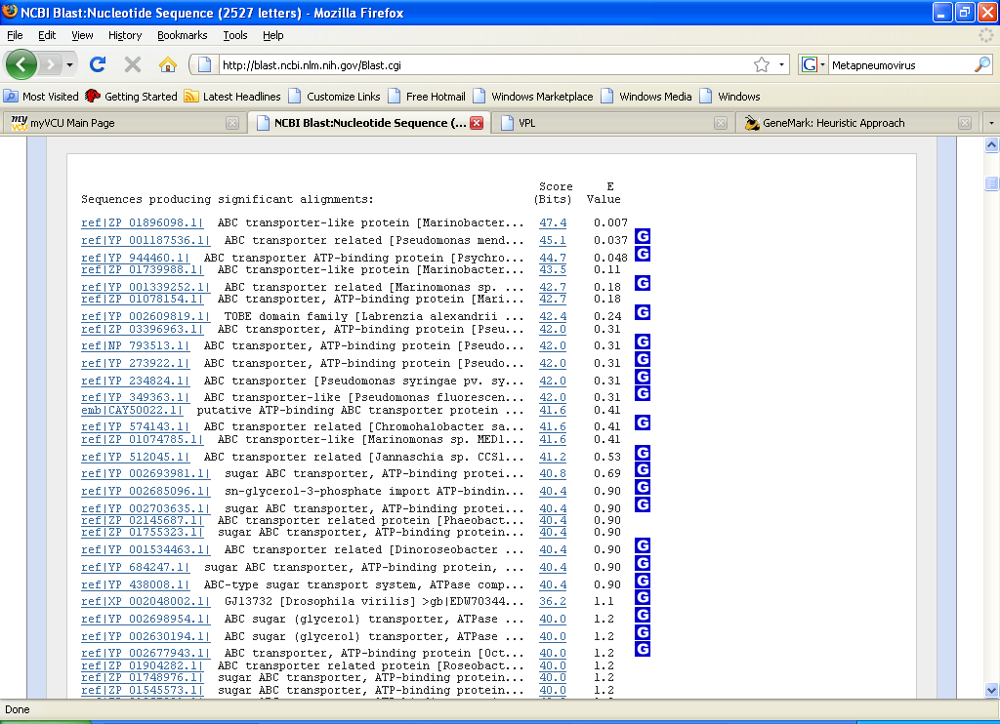 NCBI Blast:Nucleotide Sequence (2527 letters) - Mozilla Firefox
File Edit View History Bookmarks Tools Help
http://blast.ncbi.nlm.nih.gov/Blast.cgi G Metapneumovirus
Most Visited Getting Started Latest Headlines Customize Links Free Hotmail Windows Marketplace Windows Media Windows
my VCU myVCU Main Page NCBI Blast:Nucleotide Sequence (... VPL GeneMark: Heuristic Approach
Score E
Sequences producing significant alignments: (Bits) Value
ref|ZP_01896098.1| ABC transporter-like protein [Marinobacter... 47.4 0.007
ref|YP_001187536.1| ABC transporter related [Pseudomonas mend... 45.1 0.037 G
ref|YP_944460.1| ABC transporter ATP-binding protein [Psychro... 44.7 0.048 G
ref|ZP_01739988.1| ABC transporter-like protein [Marinobacter... 43.5 0.11
ref|YP_001339252.1| ABC transporter related [Marinomonas sp. ... 42.7 0.18 G
ref|ZP_01078154.1| ABC transporter, ATP-binding protein [Mari... 42.7 0.18
ref|YP_002609819.1| TOBE domain family [Labrenzia alexandrii ... 42.4 0.24 G
ref|ZP_03396963.1| ABC transporter, ATP-binding protein [Pseu... 42.0 0.31
ref|NP_793513.1| ABC transporter, ATP-binding protein [Pseudo... 42.0 0.31 G
ref|YP_273922.1| ABC transporter, ATP-binding protein [Pseudo... 42.0 0.31 G
ref|YP_234824.1| ABC transporter [Pseudomonas syringae pv. sy... 42.0 0.31 G
ref|YP_349363.1| ABC transporter-like [Pseudomonas fluorescen... 42.0 0.31 G
emb|CAY50022.1| putative ATP-binding ABC transporter protein ... 41.6 0.41
ref|YP_574143.1| ABC transporter related [Chromohalobacter sa... 41.6 0.41 G
ref|ZP_01074785.1| ABC transporter-like [Marinomonas sp. MED1... 41.6 0.41
ref|YP_512045.1| ABC transporter related [Jannaschia sp. CCS1... 41.2 0.53 G
ref|YP_002693981.1| sugar ABC transporter, ATP-binding protei... 40.8 0.69 G
ref|YP_002685096.1| sn-glycerol-3-phosphate import ATP-bindin... 40.4 0.90 G
ref|YP_002703635.1| sugar ABC transporter, ATP-binding protei... 40.4 0.90 G
ref|ZP_02145687.1| ABC transporter related protein [Phaeobact... 40.4 0.90
ref|ZP_01755323.1| sugar ABC transporter, ATP-binding protein... 40.4 0.90
ref|YP_001534463.1| ABC transporter related [Dinoroseobacter ... 40.4 0.90 G
ref|YP_684247.1| sugar ABC transporter, ATP-binding protein, ... 40.4 0.90 G
ref|YP_438008.1| ABC-type sugar transport system, ATPase comp... 40.4 0.90 G
ref|XP_002048002.1| GJ13732 [Drosophila virilis] >gb|EDW70344... 36.2 1.1 G
ref|YP_002698954.1| ABC sugar (glycerol) transporter, ATPase ... 40.0 1.2 G
ref|YP_002630194.1| ABC sugar (glycerol) transporter, ATPase ... 40.0 1.2 G
ref|YP_002677943.1| ABC transporter, ATP-binding protein [Oct... 40.0 1.2 G
ref|ZP_01904282.1| ABC transporter related protein [Roseobact... 40.0 1.2
ref|ZP_01748976.1| sugar ABC transporter, ATP-binding protein... 40.0 1.2
ref|ZP_01545573.1| sugar ABC transporter, ATP-binding protein... 40.0 1.2
Done